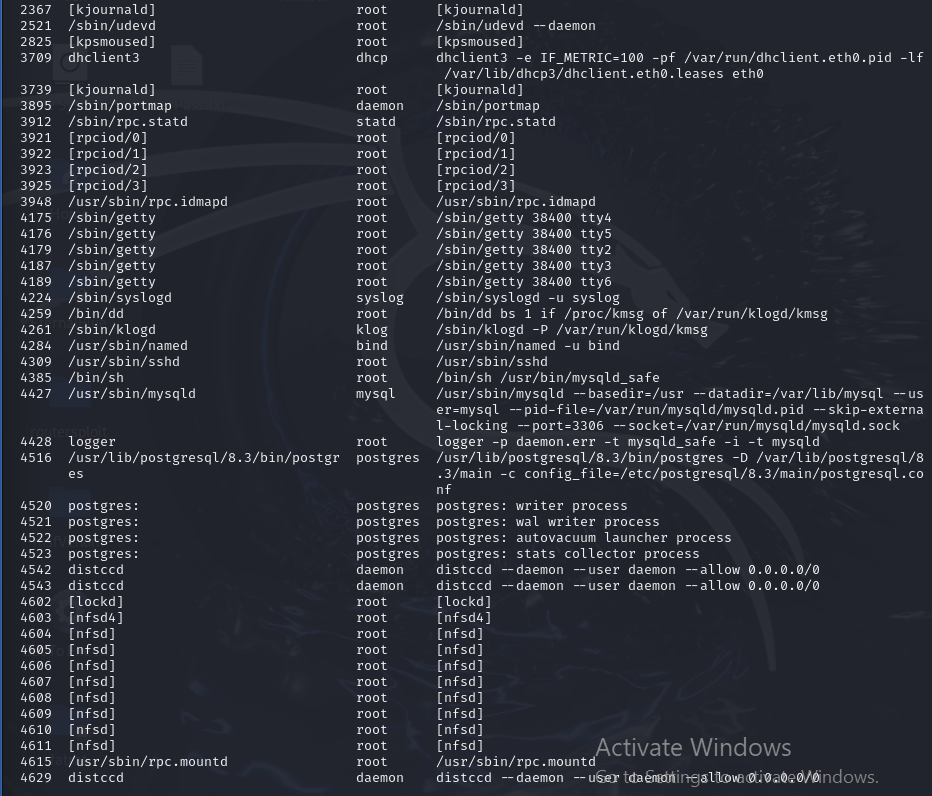 2367 [kjournald] root [kjournald]
2521 /sbin/udevd root /sbin/udevd --daemon
2825 [kpsmoused] root [kpsmoused]
3709 dhclient3 dhcp dhclient3 -e IF_METRIC=100 -pf /var/run/dhclient.eth0.pid -lf
/var/lib/dhcp3/dhclient.eth0.leases eth0
3739 [kjournald] root [kjournald]
3895 /sbin/portmap daemon /sbin/portmap
3912 /sbin/rpc.statd statd /sbin/rpc.statd
3921 [rpciod/0] root [rpciod/0]
3922 [rpciod/1] root [rpciod/1]
3923 [rpciod/2] root [rpciod/2]
3925 [rpciod/3] root [rpciod/3]
3948 /usr/sbin/rpc.idmapd root /usr/sbin/rpc.idmapd
4175 /sbin/getty root /sbin/getty 38400 tty4
4176 /sbin/getty root /sbin/getty 38400 tty5
4179 /sbin/getty root /sbin/getty 38400 tty2
4187 /sbin/getty root /sbin/getty 38400 tty3
4189 /sbin/getty root /sbin/getty 38400 tty6
4224 /sbin/syslogd syslog /sbin/syslogd -u syslog
4259 /bin/dd root /bin/dd bs 1 if /proc/kmsg of /var/run/klogd/kmsg
4261 /sbin/klogd klog /sbin/klogd -P /var/run/klogd/kmsg
4284 /usr/sbin/named bind /usr/sbin/named -u bind
4309 /usr/sbin/sshd root /usr/sbin/sshd
4385 /bin/sh root /bin/sh /usr/bin/mysqld_safe
4427 /usr/sbin/mysqld mysql /usr/sbin/mysqld --basedir=/usr --datadir=/var/lib/mysql --us
er=mysql --pid-file=/var/run/mysqld/mysqld.pid --skip-externa
l-locking --port=3306 --socket=/var/run/mysqld/mysqld.sock
4428 logger root logger -p daemon.err -t mysqld_safe -i -t mysqld
4516 /usr/lib/postgresql/8.3/bin/postgr postgres /usr/lib/postgresql/8.3/bin/postgres -D /var/lib/postgresql/8
es .3/main -c config_file=/etc/postgresql/8.3/main/postgresql.co
nf
4520 postgres: postgres postgres: writer process
4521 postgres: postgres postgres: wal writer process
4522 postgres: postgres postgres: autovacuum launcher process
4523 postgres: postgres postgres: stats collector process
4542 distccd daemon distccd --daemon --user daemon --allow 0.0.0.0/0
4543 distccd daemon distccd --daemon --user daemon --allow 0.0.0.0/0
4602 [lockd] root [lockd]
4603 [nfsd4] root [nfsd4]
4604 [nfsd] root [nfsd]
4605 [nfsd] root [nfsd]
4606 [nfsd] root [nfsd]
4607 [nfsd] root [nfsd]
4608 [nfsd] root [nfsd]
4609 [nfsd] root [nfsd]
4610 [nfsd] root [nfsd]
4611 [nfsd] root [nfsd]
4615 /usr/sbin/rpc.mountd root /usr/sbin/rpc.mountd
4629 distccd daemon distccd --daemon --user daemon --allow 0.0.0.0/0
Activate Windows
Go to Settings to activate Windows.